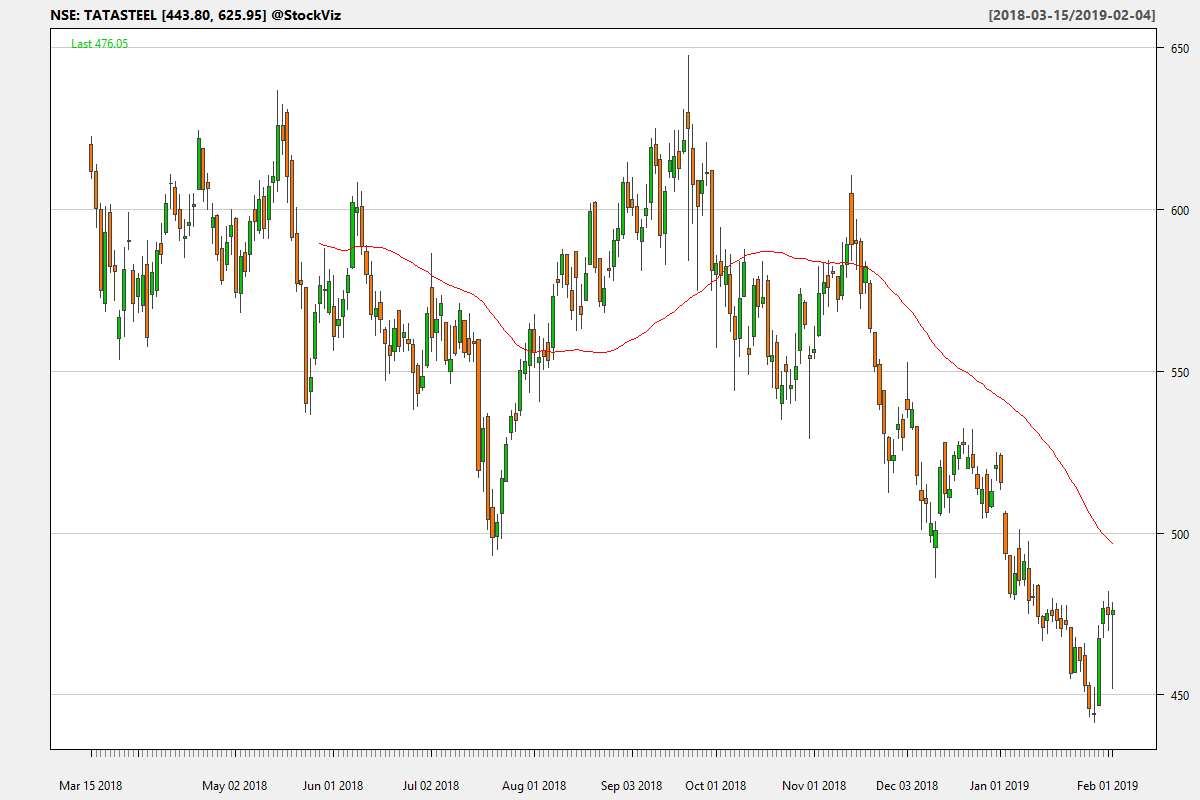 NSE: TATASTEEL [443.80, 625.95] @StockViz [2018-03-15/2019-02-04]
Last 476.05
650
600
550
500
450
Mar 15 2018 May 02 2018 Jun 01 2018 Jul 02 2018 Aug 01 2018 Sep 03 2018 Oct 01 2018 Nov 01 2018 Dec 03 2018 Jan 01 2019 Feb 01 2019